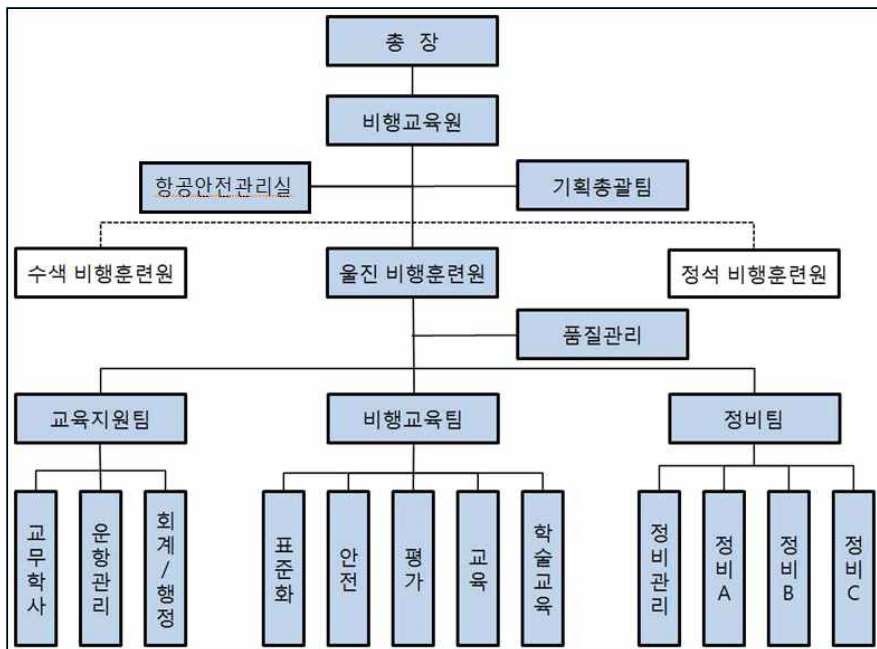 총 장
비행교육원
항공안전관리실
기획총괄팀
수색 비행훈련원
울진 비행훈련원
정석 비행훈련원
품질관리
교육지원팀
비행교육팀
정비팀
교무학사
운항관리
회계/행정
표준화
안전
평가
교육
학술교육
정비관리
정비A
정비B
정비C